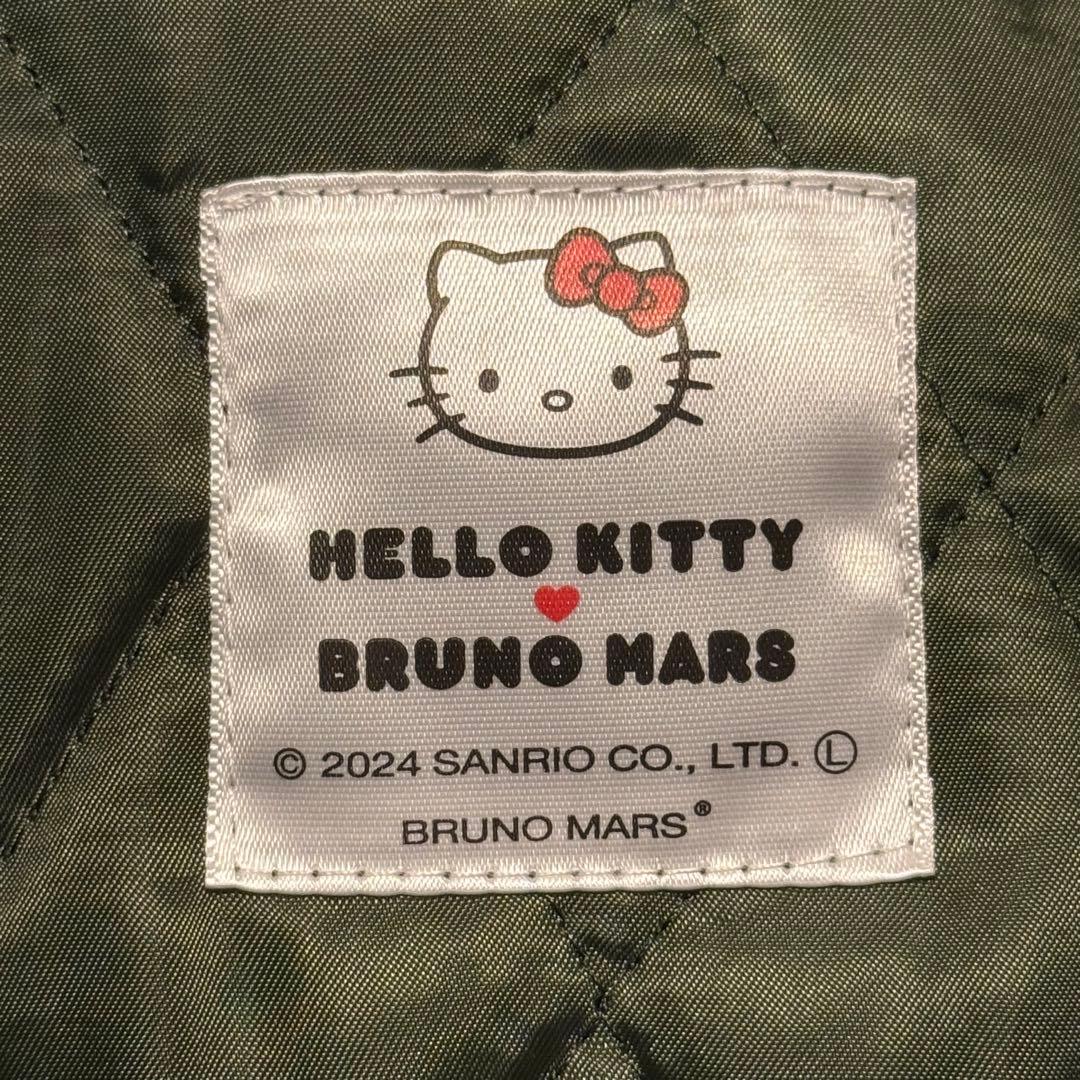 HELLO KITTY
BRUNO MARS
© 2024 SANRIO CO., LTD. Ⓛ
BRUNO MARS®